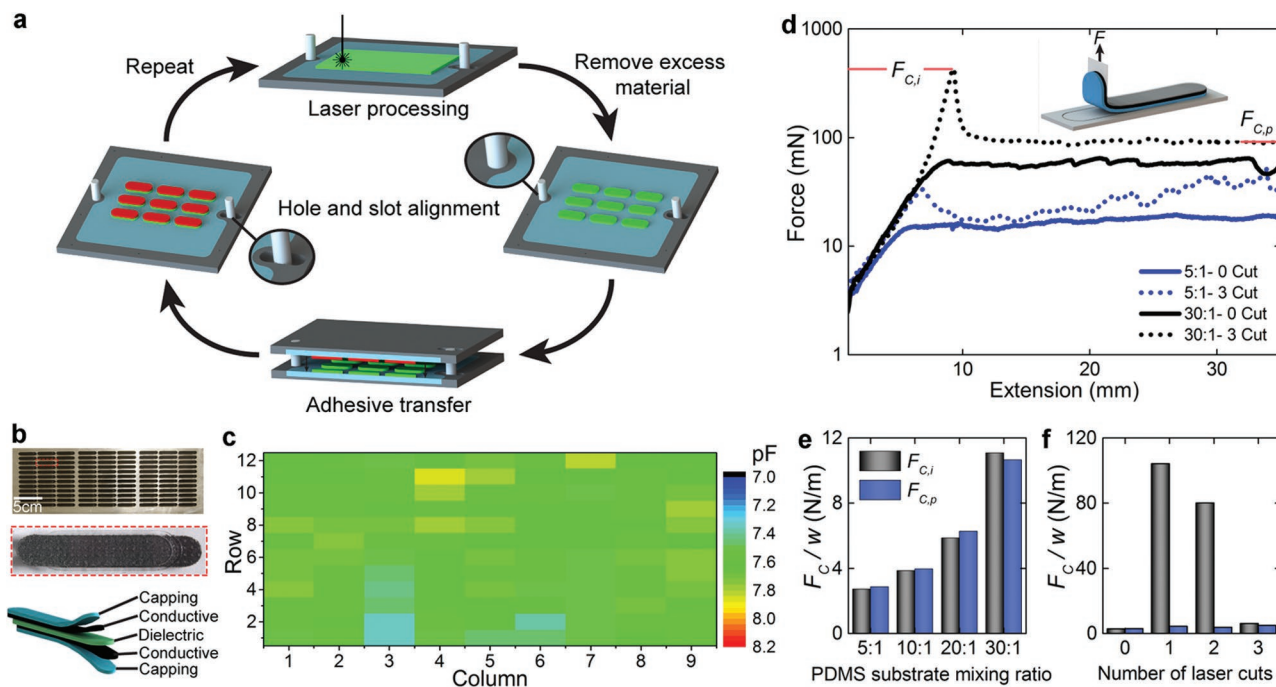 a
Repeat
Laser processing
Remove excess
material
Hole and slot alignment
Adhesive transfer
b
5cm
Capping
Conductive
Dielectric
Conductive
Capping
c
pF
Row
12
10
8
6
4
2
1 2 3 4 5 6 7 8 9
Column
7.0
7.2
7.4
7.6
7.8
8.0
8.2
d
Force (mN)
1000
100
10
1
F_C,i
F
F_C,p
5:1- 0 Cut
5:1- 3 Cut
30:1- 0 Cut
30:1- 3 Cut
10 20 30
Extension (mm)
e
F_C / w (N/m)
12
8
4
0
F_C,i
F_C,p
5:1 10:1 20:1 30:1
PDMS substrate mixing ratio
f
F_C / w (N/m)
120
80
40
0
0 1 2 3
Number of laser cuts